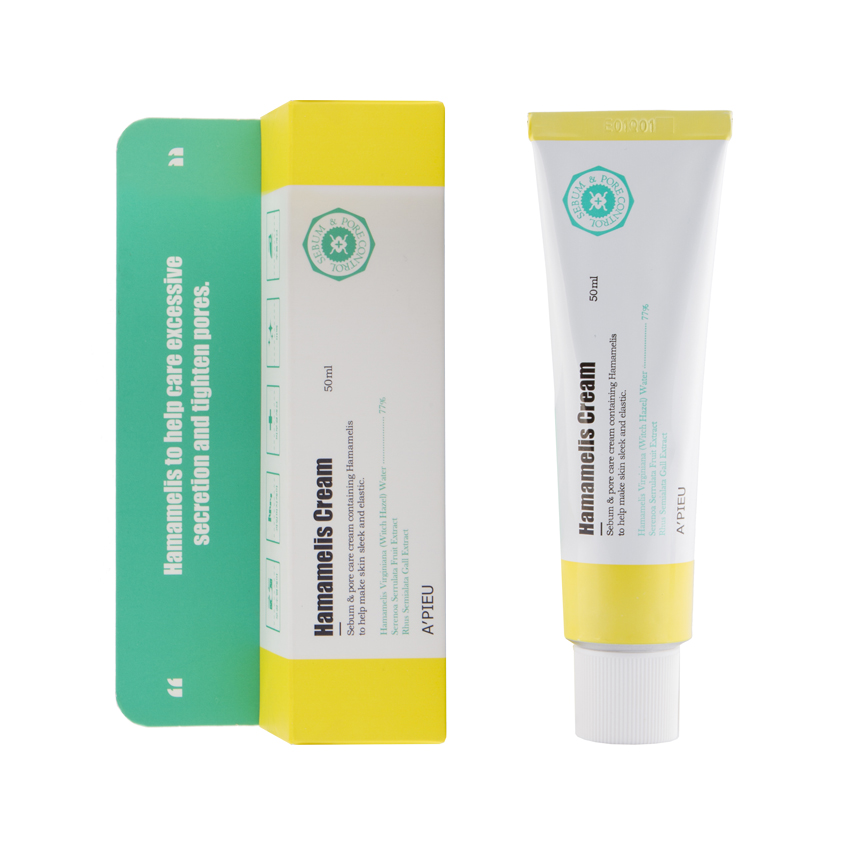 Hamamelis to help care excessive
secretion and tighten pores.
SEBUM & PORE CONTROL
Hamamelis Cream
50ml
Sebum & pore care cream containing Hamamelis
to help make skin sleek and elastic.
Hamamelis Virginiana (Witch Hazel) Water 77%
Serenoa Serrulata Fruit Extract
Rhus Semialata Gall Extract
A'PIEU
SEBUM & PORE CONTROL
Hamamelis Cream
50ml
Sebum & pore care cream containing Hamamelis
to help make skin sleek and elastic.
Hamamelis Virginiana (Witch Hazel) Water 77%
Serenoa Serrulata Fruit Extract
Rhus Semialata Gall Extract
A'PIEU